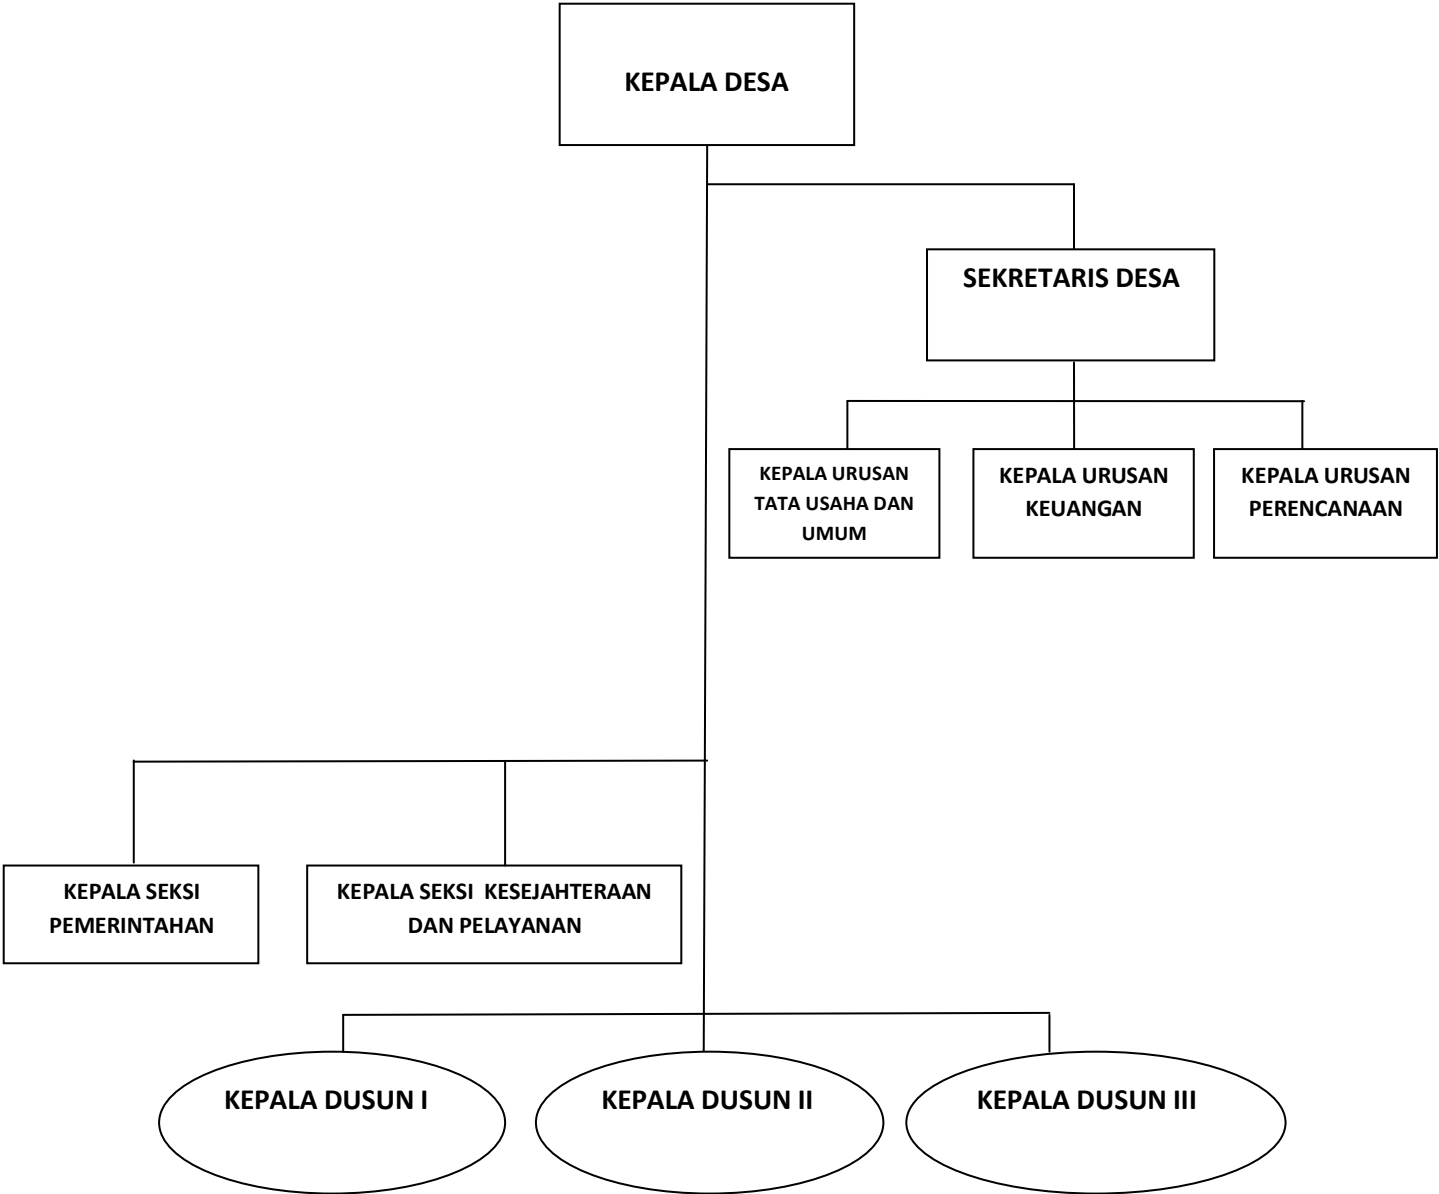 KEPALA DESA
SEKRETARIS DESA
KEPALA URUSAN
TATA USAHA DAN
UMUM
KEPALA URUSAN
KEUANGAN
KEPALA URUSAN
PERENCANAAN
KEPALA SEKSI
PEMERINTAHAN
KEPALA SEKSI  KESEJAHTERAAN
DAN PELAYANAN
KEPALA DUSUN I
KEPALA DUSUN II
KEPALA DUSUN III